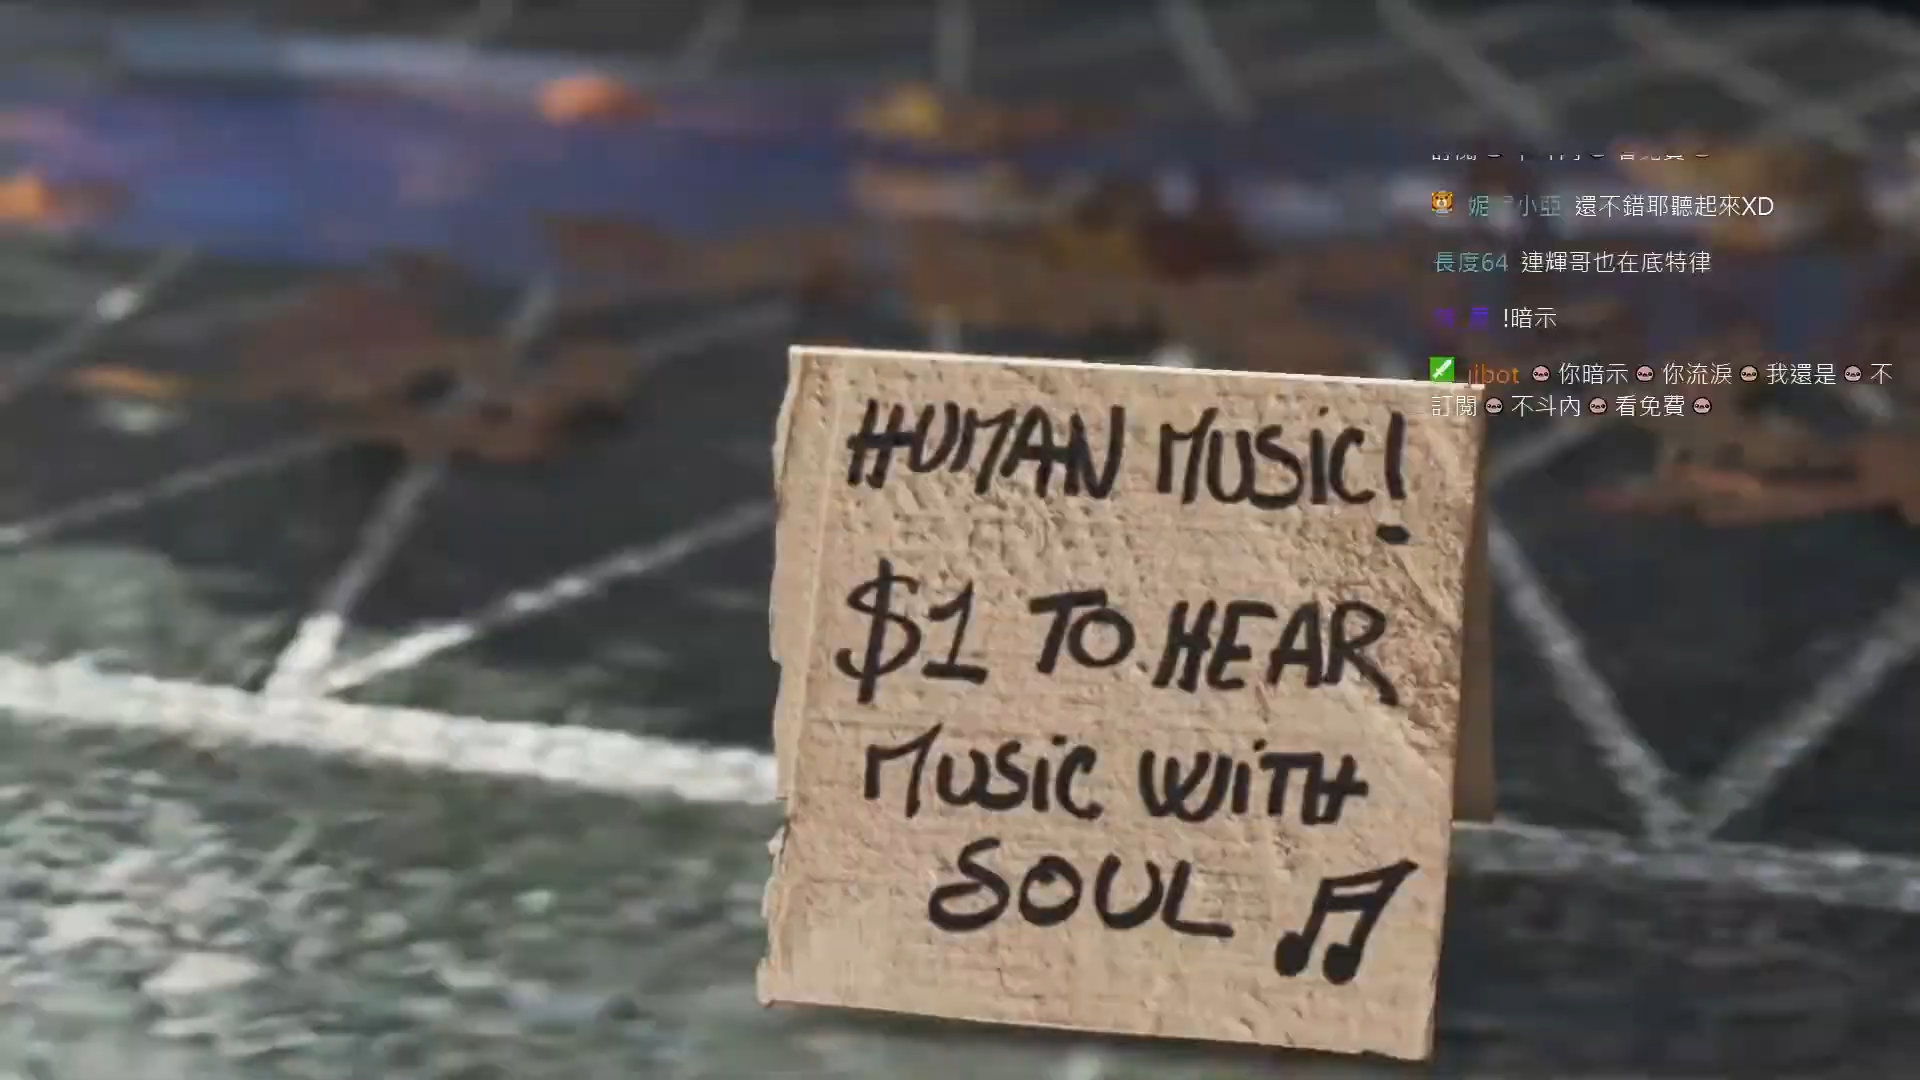 還不錯耶聽起來XD
長度64 連輝哥也在底特律
!暗示
jibot 你暗示 你流淚 我還是 不
訂閱 不斗內 看免費
HUMAN MUSIC!
$1 TO HEAR
MUSIC WITH
SOUL